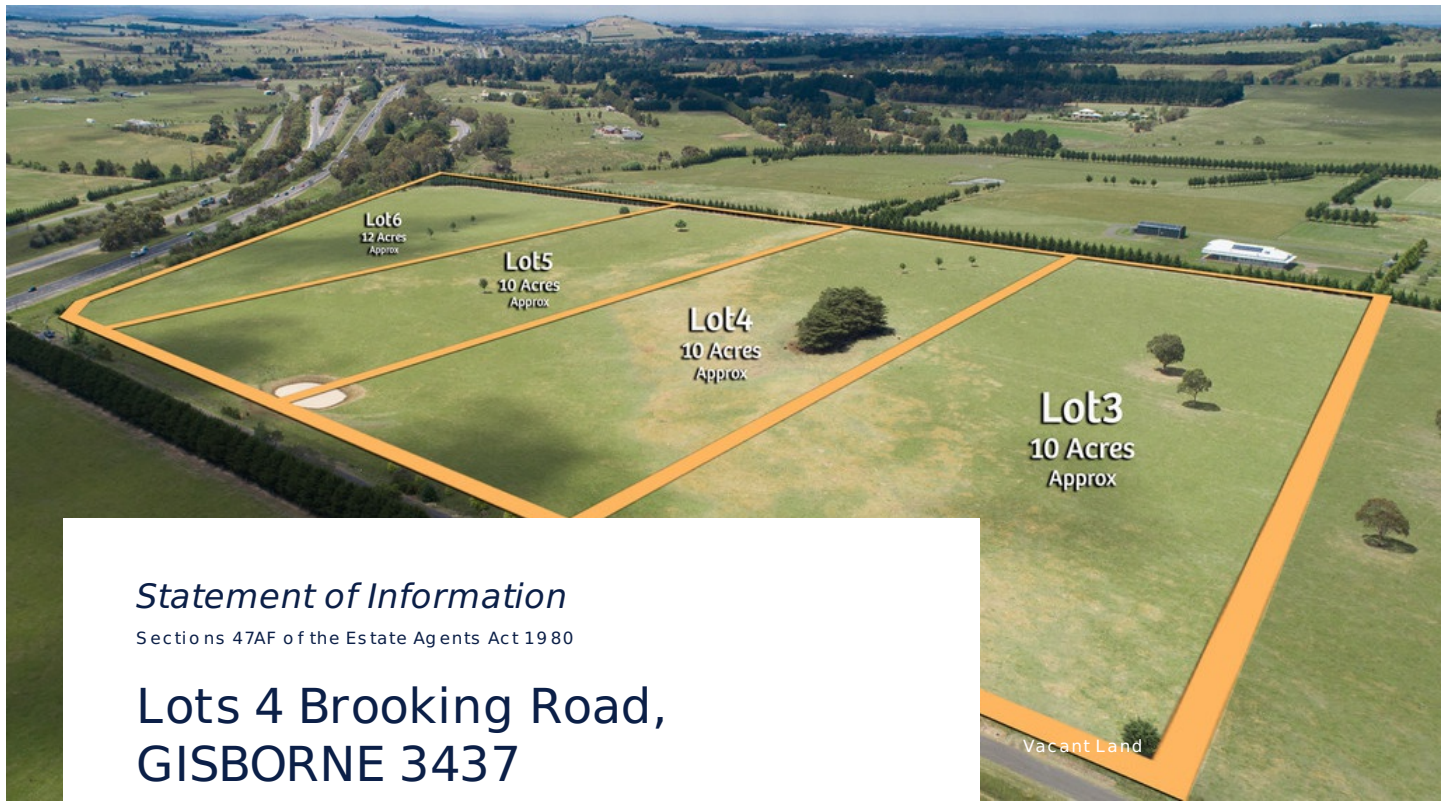 Lot6
12 Acres
Approx
Lot5
10 Acres
Approx
Lot4
10 Acres
Approx
Lot3
10 Acres
Approx
Statement of Information
Sections 47AF of the Estate Agents Act 1980
Lots 4 Brooking Road,
GISBORNE 3437
Vacant Land